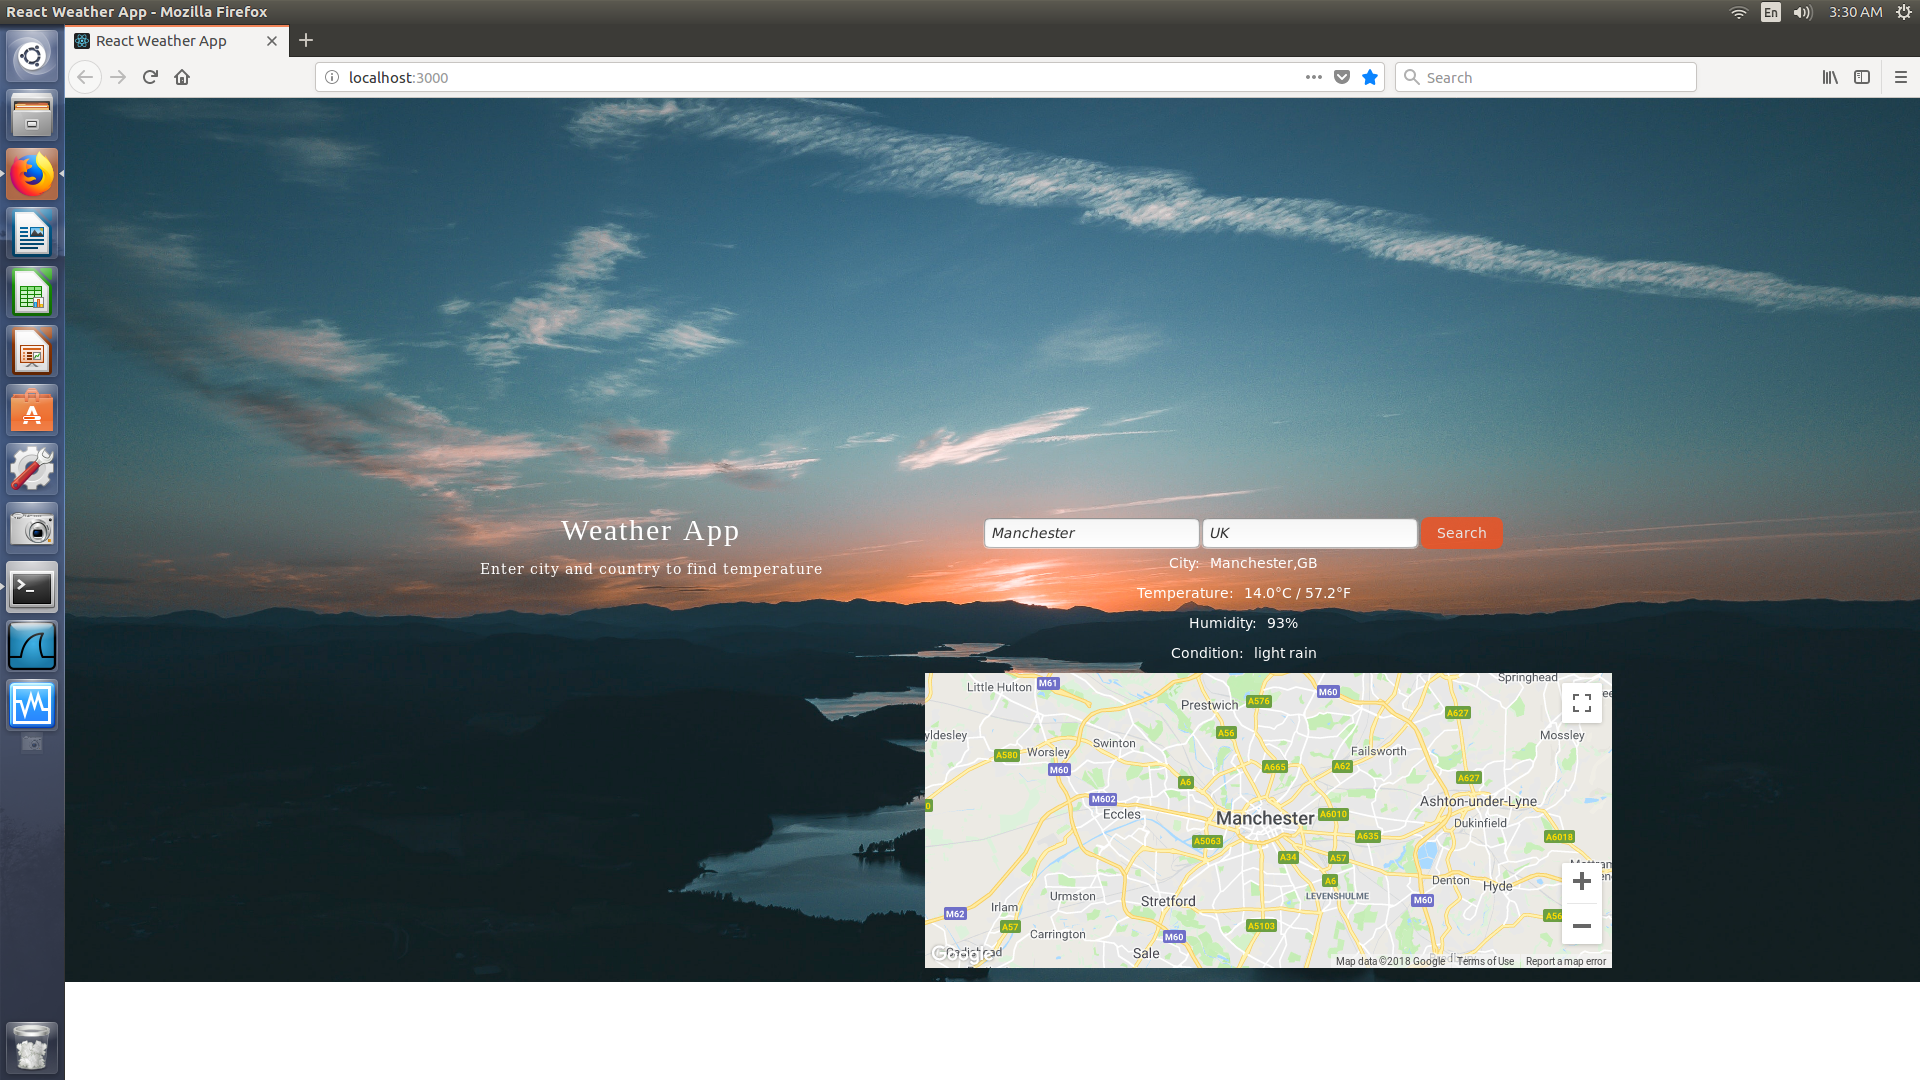 React Weather App - Mozilla Firefox
En
3:30 AM
React Weather App
localhost:3000
Search
Weather App
Enter city and country to find temperature
Manchester
UK
Search
City: Manchester,GB
Temperature: 14.0°C / 57.2°F
Humidity: 93%
Condition: light rain
Little Hulton
M61
Prestwich
A576
M60
Springhead
A627
A56
yldesley
A580
Worsley
Swinton
M60
A665
A62
Failsworth
Mossley
A6
A627
M602
Eccles
Manchester
A6010
Ashton-under-Lyne
Dukinfield
A5063
A635
A6018
A34
A57
A6
LEVENSHULME
Denton
Hyde
M60
Urmston
Stretford
Irlam
M62
A57
Carrington
M60
A5103
A56
Sale
Google
Map data ©2018 Google
Terms of Use
Report a map error